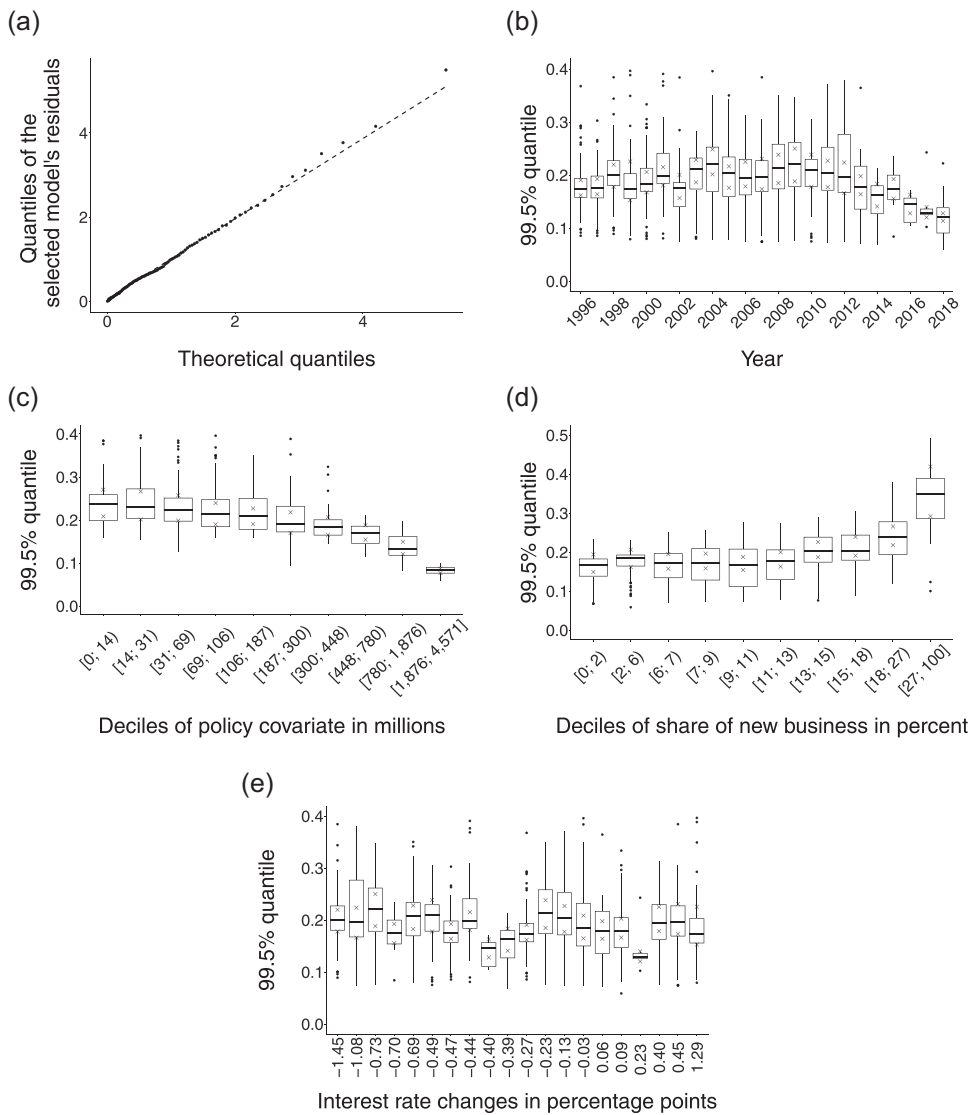 (a)
Quantiles of the
selected model's residuals
4
2
0
0 2 4
Theoretical quantiles
(b)
99.5% quantile
0.4
0.3
0.2
0.1
0.0
1996 1998 2000 2002 2004 2006 2008 2010 2012 2014 2016 2018
Year
(c)
99.5% quantile
0.4
0.3
0.2
0.1
0.0
[0; 14) [14; 31) [31; 69) [69; 106) [106; 187) [187; 300) [300; 448) [448; 780) [780; 1,876) [1,876; 4,571]
Deciles of policy covariate in millions
(d)
99.5% quantile
0.5
0.4
0.3
0.2
0.1
0.0
[0; 2) [2; 6) [6; 7) [7; 9) [9; 11) [11; 13) [13; 15) [15; 18) [18; 27) [27; 100]
Deciles of share of new business in percent
(e)
99.5% quantile
0.4
0.3
0.2
0.1
0.0
−1.45 −1.08 −0.73 −0.70 −0.69 −0.49 −0.47 −0.44 −0.40 −0.39 −0.27 −0.23 −0.13 −0.03 0.06 0.09 0.23 0.40 0.45 1.29
Interest rate changes in percentage points